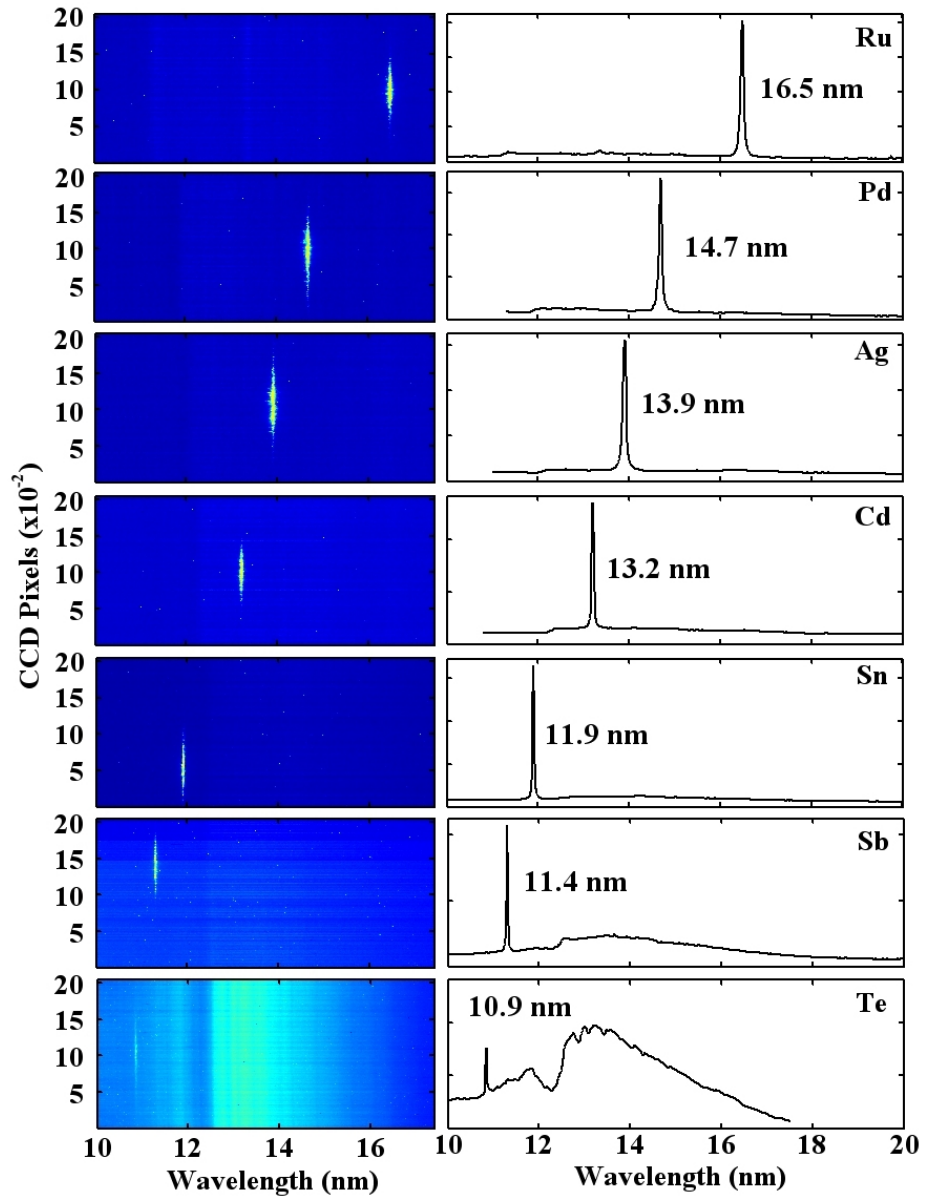 20
15
10
5
Ru
16.5 nm
20
15
10
5
Pd
14.7 nm
20
15
10
5
Ag
13.9 nm
20
15
10
5
Cd
13.2 nm
20
15
10
5
Sn
11.9 nm
20
15
10
5
Sb
11.4 nm
20
15
10
5
Te
10.9 nm
CCD Pixels (x10⁻²)
10 12 14 16
Wavelength (nm)
10 12 14 16 18 20
Wavelength (nm)